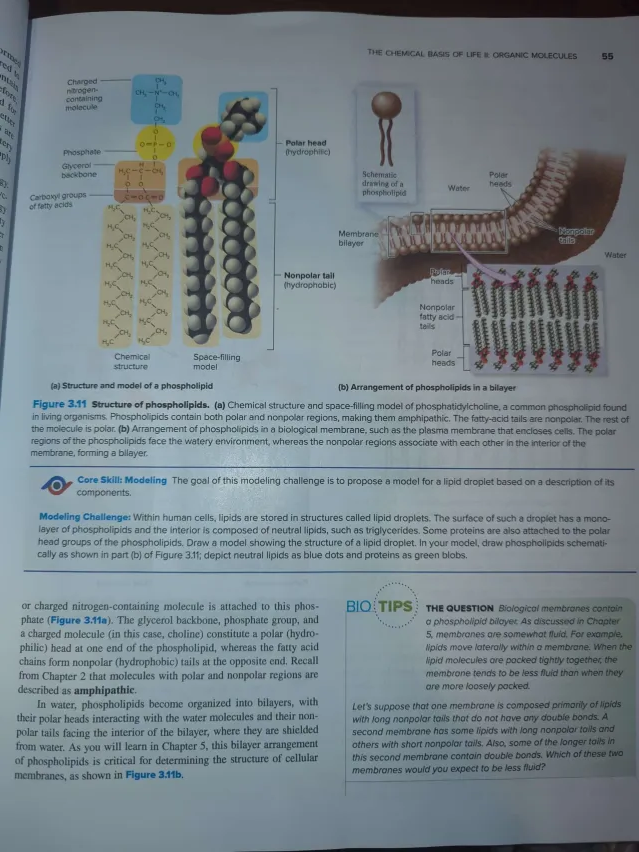 THE CHEMICAL BASIS OF LIFE II: ORGANIC MOLECULES 55
Charged
nitrogen-
containing
molecule
Phosphate
Glycerol
backbone
Carboxyl groups
of fatty acids
Polar head
(hydrophilic)
Nonpolar tail
(hydrophobic)
Chemical
structure
Space-filling
model
(a) Structure and model of a phospholipid
Schematic
drawing of a
phospholipid
Water
Polar
heads
Membrane
bilayer
Nonpolar
tails
Water
Polar
heads
Nonpolar
fatty acid
tails
Polar
heads
(b) Arrangement of phospholipids in a bilayer
Figure 3.11 Structure of phospholipids. (a) Chemical structure and space-filling model of phosphatidylcholine, a common phospholipid found
in living organisms. Phospholipids contain both polar and nonpolar regions, making them amphipathic. The fatty-acid tails are nonpolar. The rest of
the molecule is polar. (b) Arrangement of phospholipids in a biological membrane, such as the plasma membrane that encloses cells. The polar
regions of the phospholipids face the watery environment, whereas the nonpolar regions associate with each other in the interior of the
membrane, forming a bilayer.
Core Skill: Modeling The goal of this modeling challenge is to propose a model for a lipid droplet based on a description of its
components.
Modeling Challenge: Within human cells, lipids are stored in structures called lipid droplets. The surface of such a droplet has a mono-
layer of phospholipids and the interior is composed of neutral lipids, such as triglycerides. Some proteins are also attached to the polar
head groups of the phospholipids. Draw a model showing the structure of a lipid droplet. In your model, draw phospholipids schemati-
cally as shown in part (b) of Figure 3.11; depict neutral lipids as blue dots and proteins as green blobs.
or charged nitrogen-containing molecule is attached to this phos-
phate (Figure 3.11a). The glycerol backbone, phosphate group, and
a charged molecule (in this case, choline) constitute a polar (hydro-
philic) head at one end of the phospholipid, whereas the fatty acid
chains form nonpolar (hydrophobic) tails at the opposite end. Recall
from Chapter 2 that molecules with polar and nonpolar regions are
described as amphipathic.
In water, phospholipids become organized into bilayers, with
their polar heads interacting with the water molecules and their non-
polar tails facing the interior of the bilayer, where they are shielded
from water. As you will learn in Chapter 5, this bilayer arrangement
of phospholipids is critical for determining the structure of cellular
membranes, as shown in Figure 3.11b.
BIO TIPS THE QUESTION Biological membranes contain
a phospholipid bilayer. As discussed in Chapter
5, membranes are somewhat fluid. For example,
lipids move laterally within a membrane. When the
lipid molecules are packed tightly together, the
membrane tends to be less fluid than when they
are more loosely packed.
Let's suppose that one membrane is composed primarily of lipids
with long nonpolar tails that do not have any double bonds. A
second membrane has some lipids with long nonpolar tails and
others with short nonpolar tails. Also, some of the longer tails in
this second membrane contain double bonds. Which of these two
membranes would you expect to be less fluid?